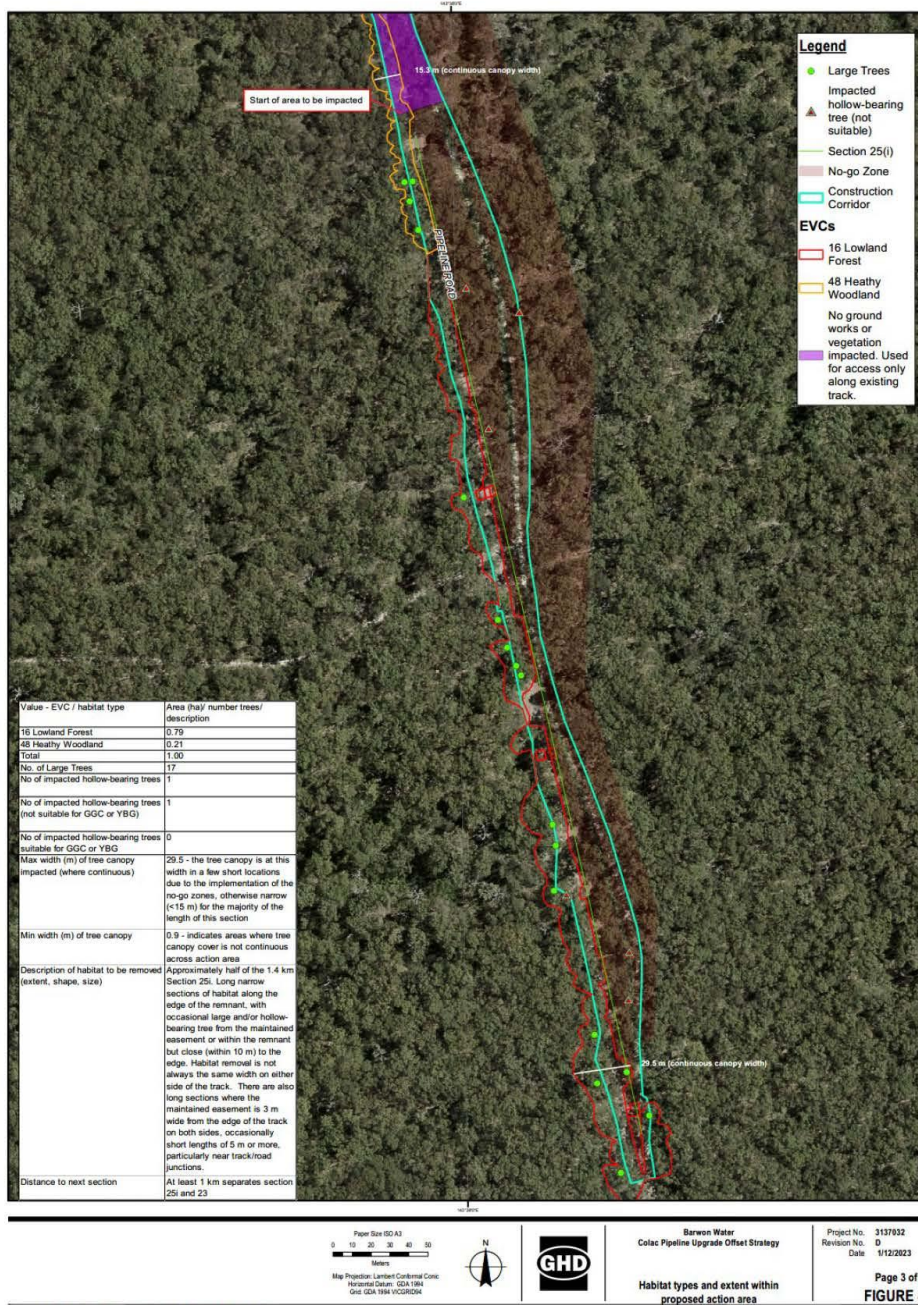 15.3 m (continuous canopy width)
Start of area to be impacted
PIPELINE ROAD
29.5 m (continuous canopy width)
Legend
Large Trees
Impacted
hollow-bearing
tree (not
suitable)
Section 25(i)
No-go Zone
Construction
Corridor
EVCs
16 Lowland
Forest
48 Heathy
Woodland
No ground
works or
vegetation
impacted. Used
for access only
along existing
track.
Value - EVC / habitat type
Area (ha)/ number trees/
description
16 Lowland Forest
0.79
48 Heathy Woodland
0.21
Total
1.00
No. of Large Trees
17
No of impacted hollow-bearing trees
1
No of impacted hollow-bearing trees
(not suitable for GGC or YBG)
1
No of impacted hollow-bearing trees
suitable for GGC or YBG
0
Max width (m) of tree canopy
impacted (where continuous)
29.5 - the tree canopy is at this
width in a few short locations
due to the implementation of the
no-go zones, otherwise narrow
(<15 m) for the majority of the
length of this section
Min width (m) of tree canopy
0.9 - indicates areas where tree
canopy cover is not continuous
across action area
Description of habitat to be removed
(extent, shape, size)
Approximately half of the 1.4 km
Section 25i. Long narrow
sections of habitat along the
edge of the remnant, with
occasional large and/or hollow-
bearing tree from the maintained
easement or within the remnant
but close (within 10 m) to the
edge. Habitat removal is not
always the same width on either
side of the track. There are also
long sections where the
maintained easement is 3 m
wide from the edge of the track
on both sides, occasionally
short lengths of 5 m or more,
particularly near track/road
junctions.
Distance to next section
At least 1 km separates section
25i and 23
Paper Size ISO A3
0 10 20 30 40 50
Meters
Map Projection: Lambert Conformal Conic
Horizontal Datum: GDA 1994
Grid: GDA 1994 VICGRID94
N
GHD
Barwon Water
Colac Pipeline Upgrade Offset Strategy
Habitat types and extent within
proposed action area
Project No. 3137032
Revision No. D
Date 1/12/2023
Page 3 of
FIGURE